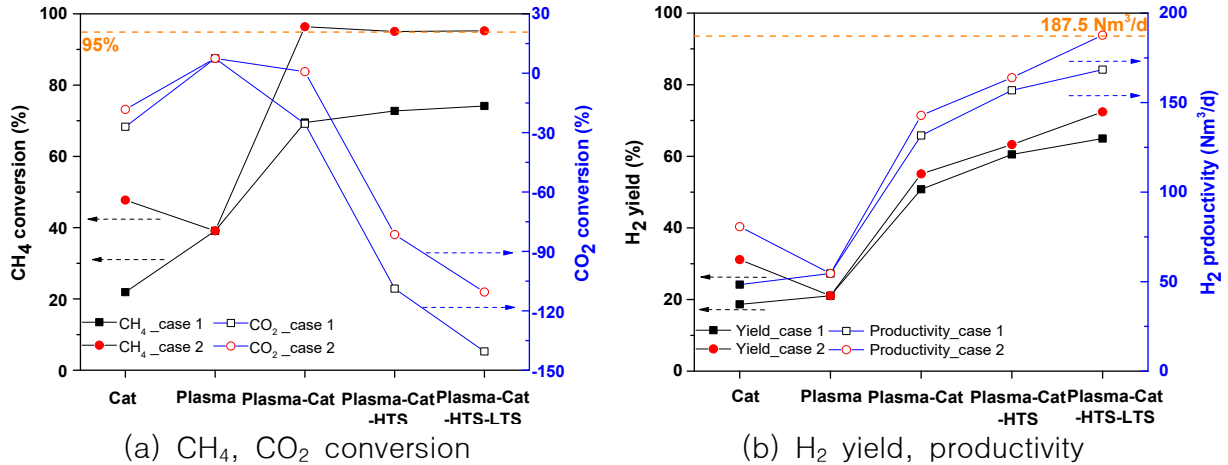 100
80
60
40
20
0
CH4 conversion (%)
95%
30
0
-30
-60
-90
-120
-150
CO2 conversion (%)
CH4 _case 1
CO2 _case 1
CH4 _case 2
CO2 _case 2
Cat
Plasma
Plasma-Cat
Plasma-Cat
-HTS
Plasma-Cat
-HTS-LTS
(a) CH4, CO2 conversion
100
80
60
40
20
0
H2 yield (%)
187.5 Nm3/d
200
150
100
50
0
H2 prdouctivity (Nm3/d)
Yield_case 1
Productivity_case 1
Yield_case 2
Productivity_case 2
Cat
Plasma
Plasma-Cat
Plasma-Cat
-HTS
Plasma-Cat
-HTS-LTS
(b) H2 yield, productivity